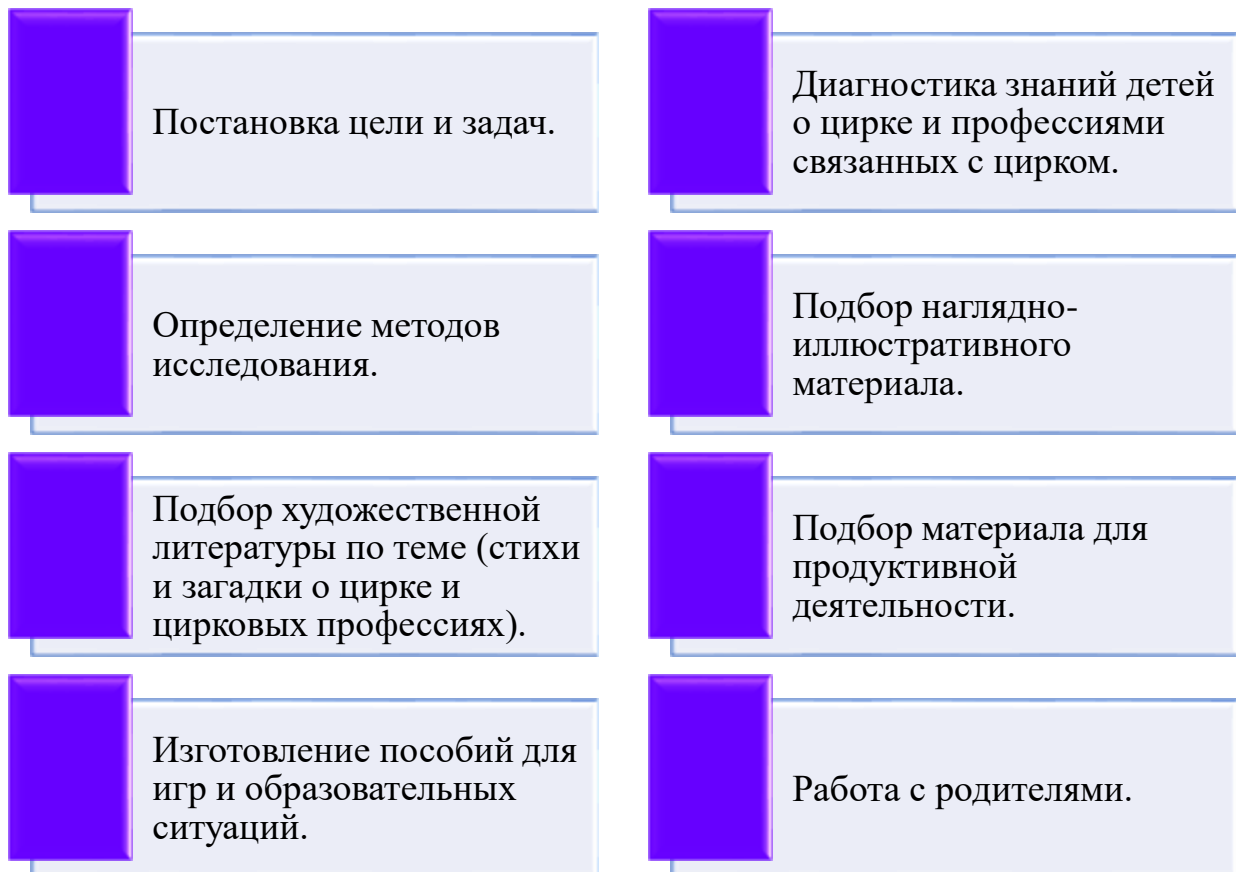 Постановка цели и задач.
Диагностика знаний детей
о цирке и профессиями
связанных с цирком.
Определение методов
исследования.
Подбор наглядно-
иллюстративного
материала.
Подбор художественной
литературы по теме (стихи
и загадки о цирке и
цирковых профессиях).
Подбор материала для
продуктивной
деятельности.
Изготовление пособий для
игр и образовательных
ситуаций.
Работа с родителями.